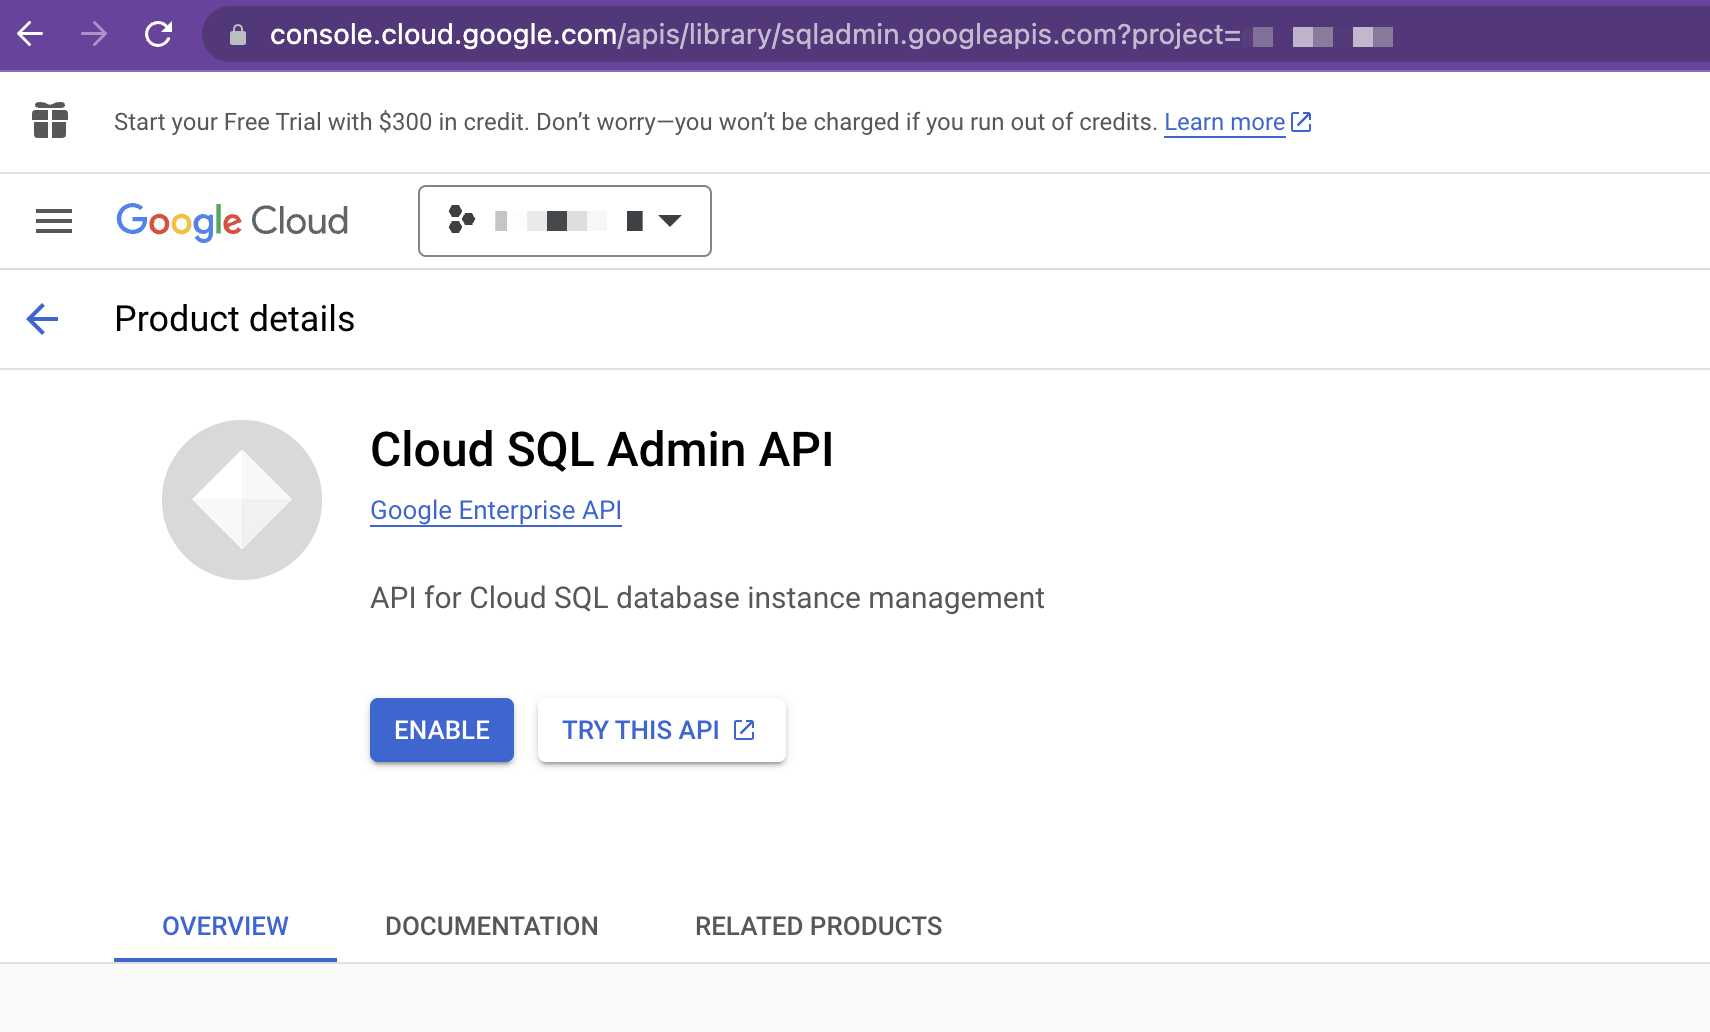 console.cloud.google.com/apis/library/sqladmin.googleapis.com?project=
Start your Free Trial with $300 in credit. Don’t worry—you won’t be charged if you run out of credits. Learn more
Google Cloud
Product details
Cloud SQL Admin API
Google Enterprise API
API for Cloud SQL database instance management
ENABLE TRY THIS API
OVERVIEW DOCUMENTATION RELATED PRODUCTS